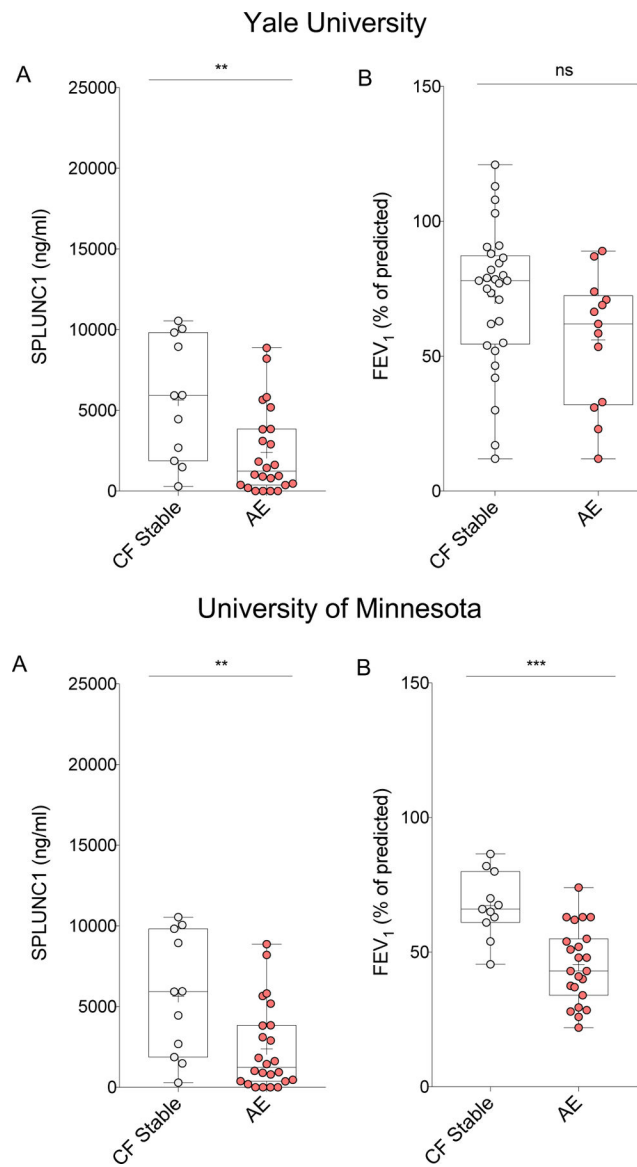 Yale University
A
**
25000
20000
15000
10000
5000
0
SPLUNC1 (ng/ml)
CF Stable
AE
B
ns
150
100
50
0
FEV1 (% of predicted)
CF Stable
AE
University of Minnesota
A
**
25000
20000
15000
10000
5000
0
SPLUNC1 (ng/ml)
CF Stable
AE
B
***
150
100
50
0
FEV1 (% of predicted)
CF Stable
AE